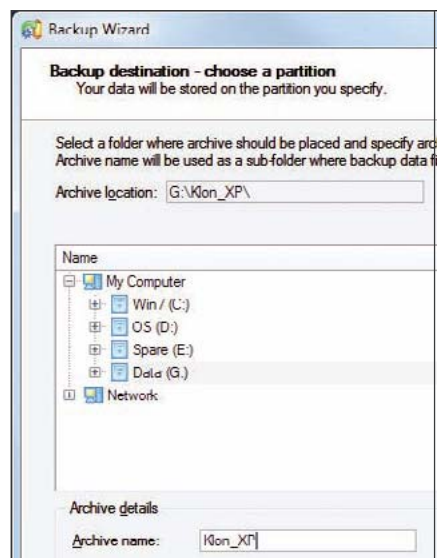 Backup Wizard
Backup destination - choose a partition
Your data will be stored on the partition you specify.
Select a folder where archive should be placed and specify arc
Archive name will be used as a sub-folder where backup data fi
Archive location: G:\Klon_XP\
Name
My Computer
Win7 (C:)
OS (D:)
Spare (E:)
Data (G:)
Network
Archive details
Archive name: Klon_XP